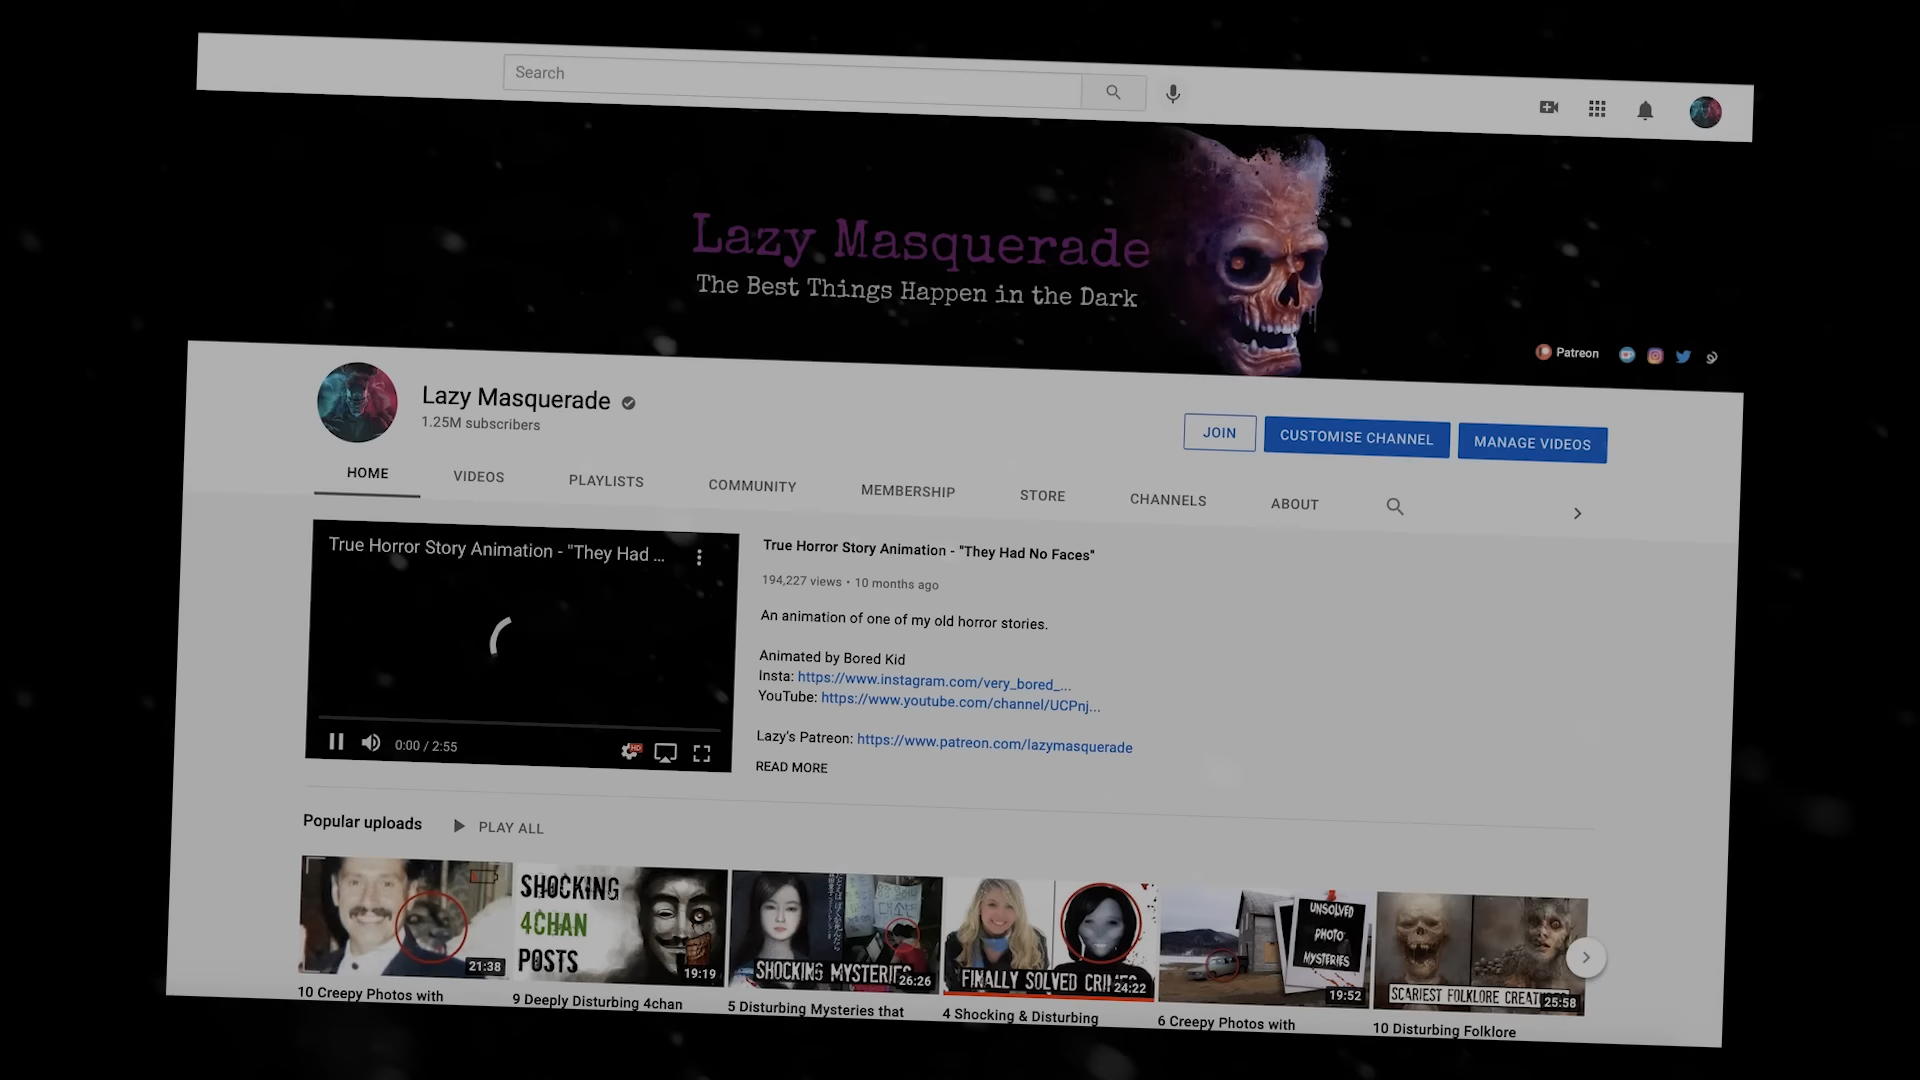 Search
Lazy Masquerade
The Best Things Happen in the Dark
Patreon
Lazy Masquerade
1.25M subscribers
JOIN
CUSTOMISE CHANNEL
MANAGE VIDEOS
HOME
VIDEOS
PLAYLISTS
COMMUNITY
MEMBERSHIP
STORE
CHANNELS
ABOUT
True Horror Story Animation - "They Had ...
0:00 / 2:55
HD
True Horror Story Animation - "They Had No Faces"
194,227 views • 10 months ago
An animation of one of my old horror stories.
Animated by Bored Kid
Insta: https://www.instagram.com/very_bored_...
YouTube: https://www.youtube.com/channel/UCPnj...
Lazy's Patreon: https://www.patreon.com/lazymasquerade
READ MORE
Popular uploads
PLAY ALL
21:38
10 Creepy Photos with
SHOCKING
4CHAN
POSTS
19:19
9 Deeply Disturbing 4chan
SHOCKING MYSTERIES
26:26
5 Disturbing Mysteries that
FINALLY SOLVED CRI
24:22
4 Shocking & Disturbing
UNSOLVED
PHOTO
MYSTERIES
19:52
6 Creepy Photos with
SCARIEST FOLKLORE CREAT
25:58
10 Disturbing Folklore